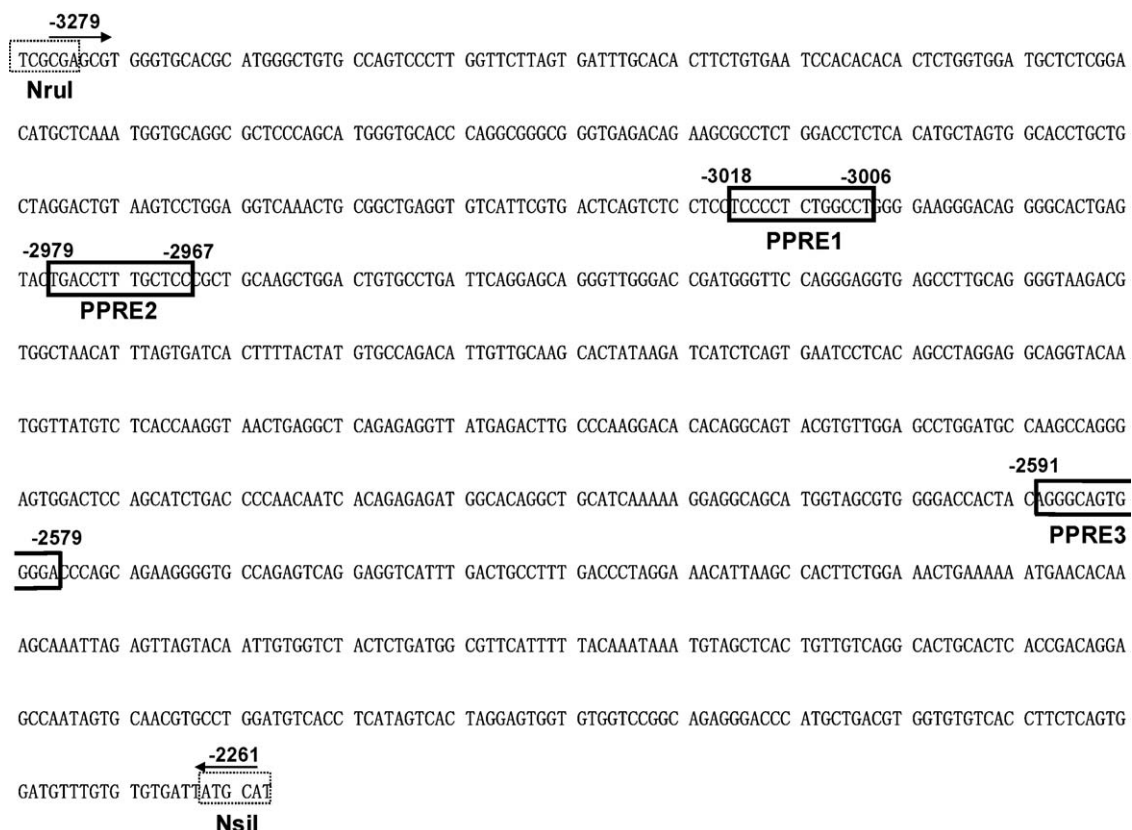 -3279
TCGCGAGCGT GGGTGCACGC ATGGGCTGTG CCAGTCCCTT GGTTCTTAGT GATTTGCACA CTTCTGTGAA TCCACACACA CTCTGGTGGA TGCTCTCGGA
NruI
CATGCTCAAA TGGTGCAGGC GCTCCCAGCA TGGGTGCACC CAGGCGGGCG GGTGAGACAG AAGCGCCTCT GGACCTCTCA CATGCTAGTG GCACCTGCTG
-3018 -3006
CTAGGACTGT AAGTCCTGGA GGTCAAACTG CGGCTGAGGT GTCATTCGTG ACTCAGTCTC CTCCTCCCCT CTGGCCTGGG GAAGGGACAG GGGCACTGAG
PPRE1
-2979 -2967
TACTGACCTT TGCTCCCGCT GCAAGCTGGA CTGTGCCTGA TTCAGGAGCA GGGTTGGGAC CGATGGGTTC CAGGGAGGTG AGCCTTGCAG GGGTAAGACG
PPRE2
TGGCTAACAT TTAGTGATCA CTTTTACTAT GTGCCAGACA TTGTTGCAAG CACTATAAGA TCATCTCAGT GAATCCTCAC AGCCTAGGAG GCAGGTACAA
TGGTTATGTC TCACCAAGGT AACTGAGGCT CAGAGAGGTT ATGAGACTTG CCCAAGGACA CACAGGCAGT ACGTGTTGGA GCCTGGATGC CAAGCCAGGG
-2591
AGTGGACTCC AGCATCTGAC CCCAACAATC ACAGAGAGAT GGCACAGGCT GCATCAAAAA GGAGGCAGCA TGGTAGCGTG GGGACCACTA CAGGGCAGTG
PPRE3
-2579
GGGACCCAGC AGAAGGGGTG CCAGAGTCAG GAGGTCATTT GACTGCCTTT GACCCTAGGA AACATTAAGC CACTTCTGGA AACTGAAAAA ATGAACACAA
AGCAAATTAG AGTTAGTACA ATTGTGGTCT ACTCTGATGG CGTTCATTTT TACAAATAAA TGTAGCTCAC TGTTGTCAGG CACTGCACTC ACCGACAGGA
GCCAATAGTG CAACGTGCCT GGATGTCACC TCATAGTCAC TAGGAGTGGT GTGGTCCGGC AGAGGGACCC ATGCTGACGT GGTGTGTCAC CTTCTCAGTG
-2261
GATGTTTGTG TGTGATTATG CAT
NsiI